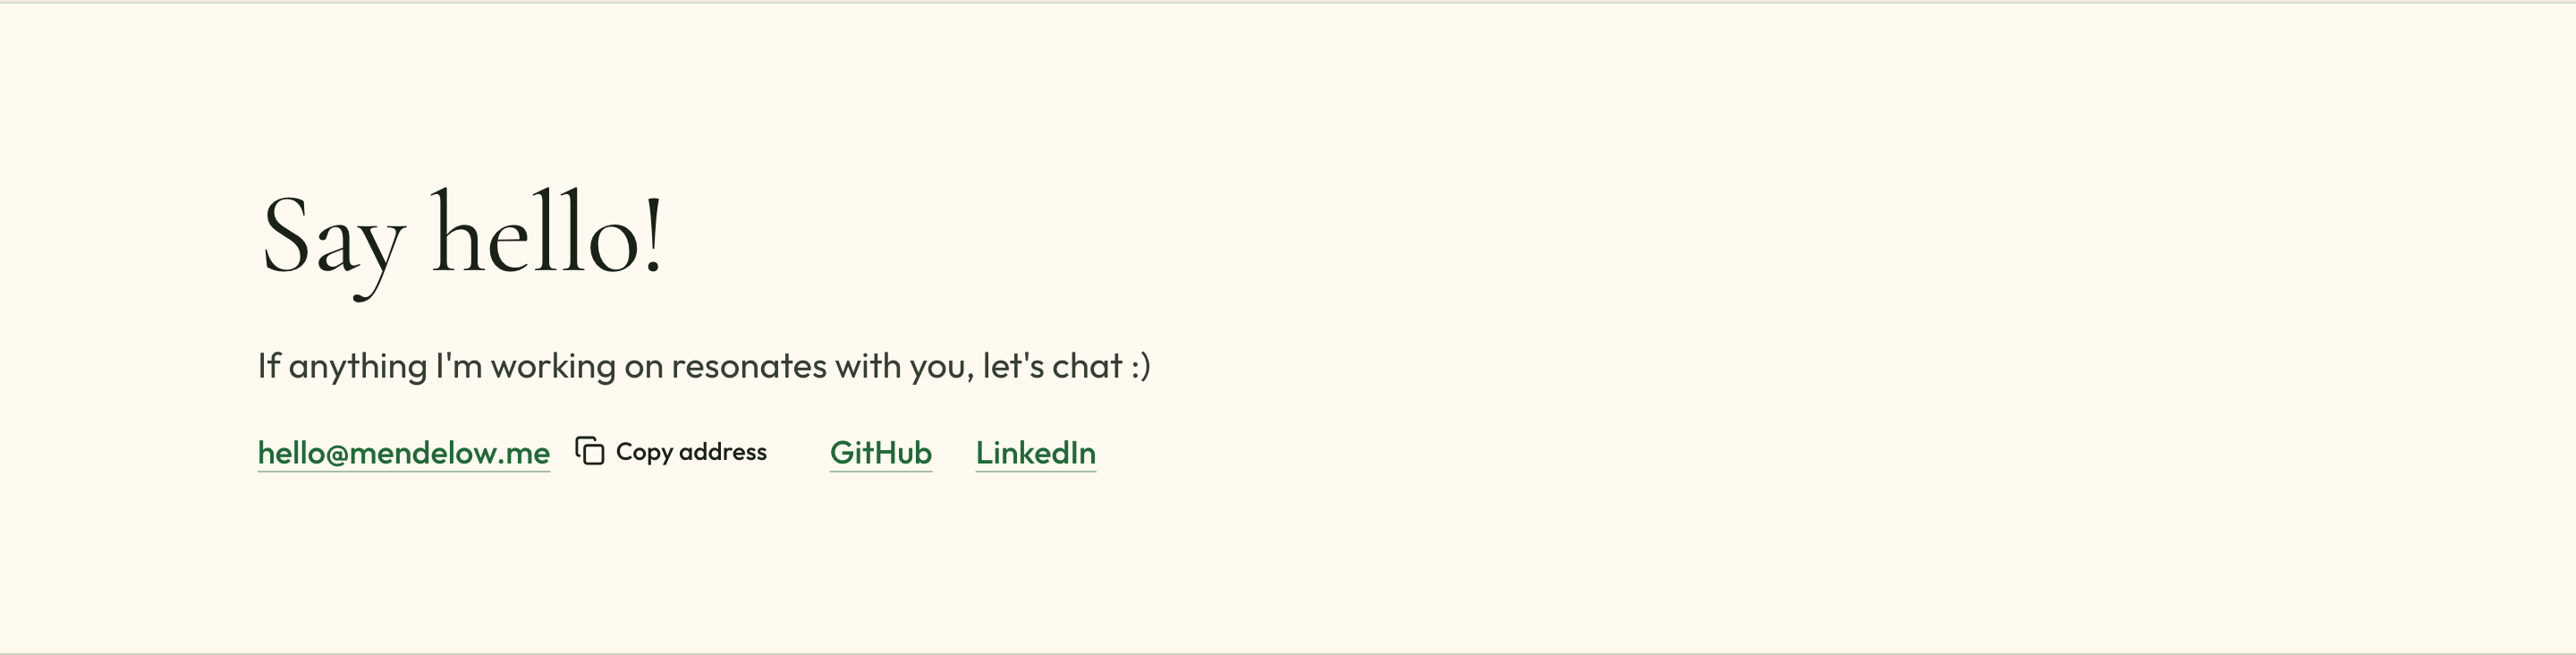 Say hello!
If anything I'm working on resonates with you, let's chat :)
hello@mendelow.me Copy address GitHub LinkedIn